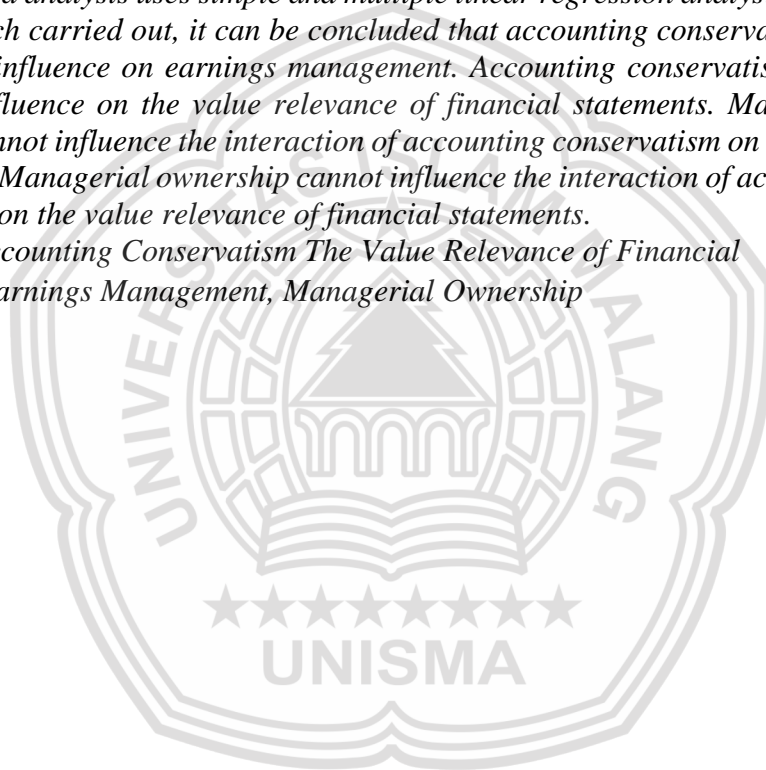 d analysis uses simple and multiple linear regression analys
ch carried out, it can be concluded that accounting conserva
influence on earnings management. Accounting conservatis
fluence on the value relevance of financial statements. Ma
nnot influence the interaction of accounting conservatism on
Managerial ownership cannot influence the interaction of ac
on the value relevance of financial statements.
ccounting Conservatism The Value Relevance of Financial
arnings Management, Managerial Ownership
UNIVERSITAS ISLAM MALANG
UNISMA